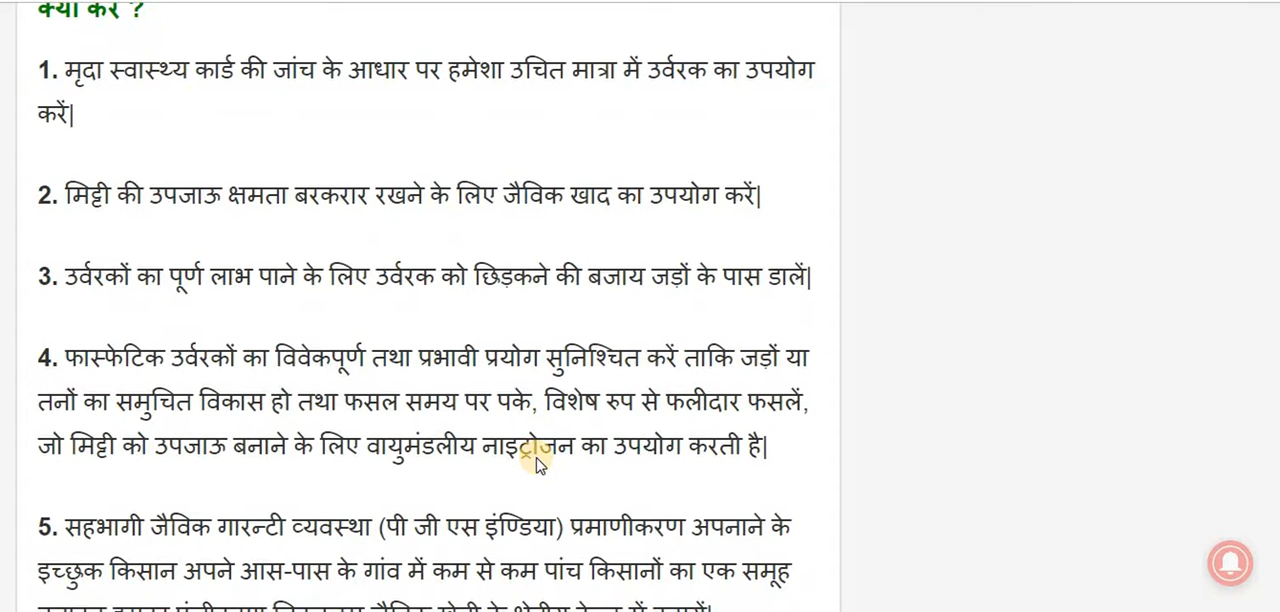 क्या करें ?
1. मृदा स्वास्थ्य कार्ड की जांच के आधार पर हमेशा उचित मात्रा में उर्वरक का उपयोग
करें|
2. मिट्टी की उपजाऊ क्षमता बरकरार रखने के लिए जैविक खाद का उपयोग करें|
3. उर्वरकों का पूर्ण लाभ पाने के लिए उर्वरक को छिड़कने की बजाय जड़ों के पास डालें|
4. फास्फेटिक उर्वरकों का विवेकपूर्ण तथा प्रभावी प्रयोग सुनिश्चित करें ताकि जड़ों या
तनों का समुचित विकास हो तथा फसल समय पर पके, विशेष रुप से फलीदार फसलें,
जो मिट्टी को उपजाऊ बनाने के लिए वायुमंडलीय नाइट्रोजन का उपयोग करती है|
5. सहभागी जैविक गारन्टी व्यवस्था (पी जी एस इंण्डिया) प्रमाणीकरण अपनाने के
इच्छुक किसान अपने आस-पास के गांव में कम से कम पांच किसानों का एक समूह